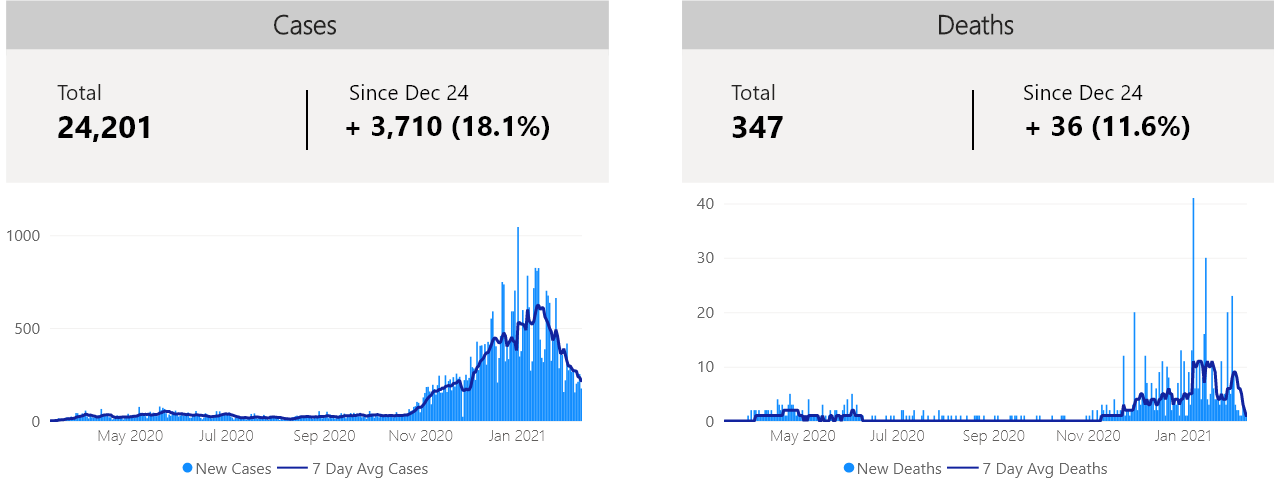 Cases
Total
24,201
Since Dec 24
+ 3,710 (18.1%)
1000
500
0
May 2020 Jul 2020 Sep 2020 Nov 2020 Jan 2021
New Cases 7 Day Avg Cases
Deaths
Total
347
Since Dec 24
+ 36 (11.6%)
40
30
20
10
0
May 2020 Jul 2020 Sep 2020 Nov 2020 Jan 2021
New Deaths 7 Day Avg Deaths